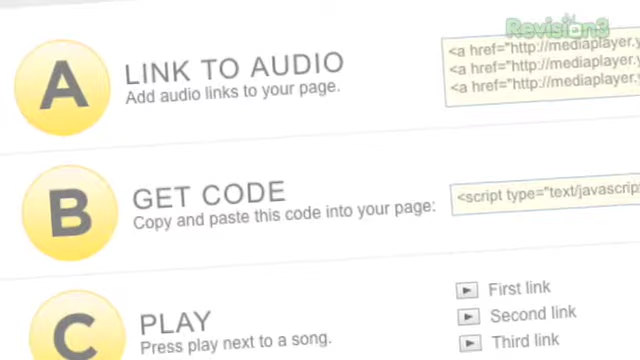 Revision3
A
LINK TO AUDIO
Add audio links to your page.
<a href="http://mediaplayer.y
<a href="http://mediaplayer.y
<a href="http://mediaplayer.y
B
GET CODE
Copy and paste this code into your page:
<script type="text/javascrip
C
PLAY
Press play next to a song.
First link
Second link
Third link